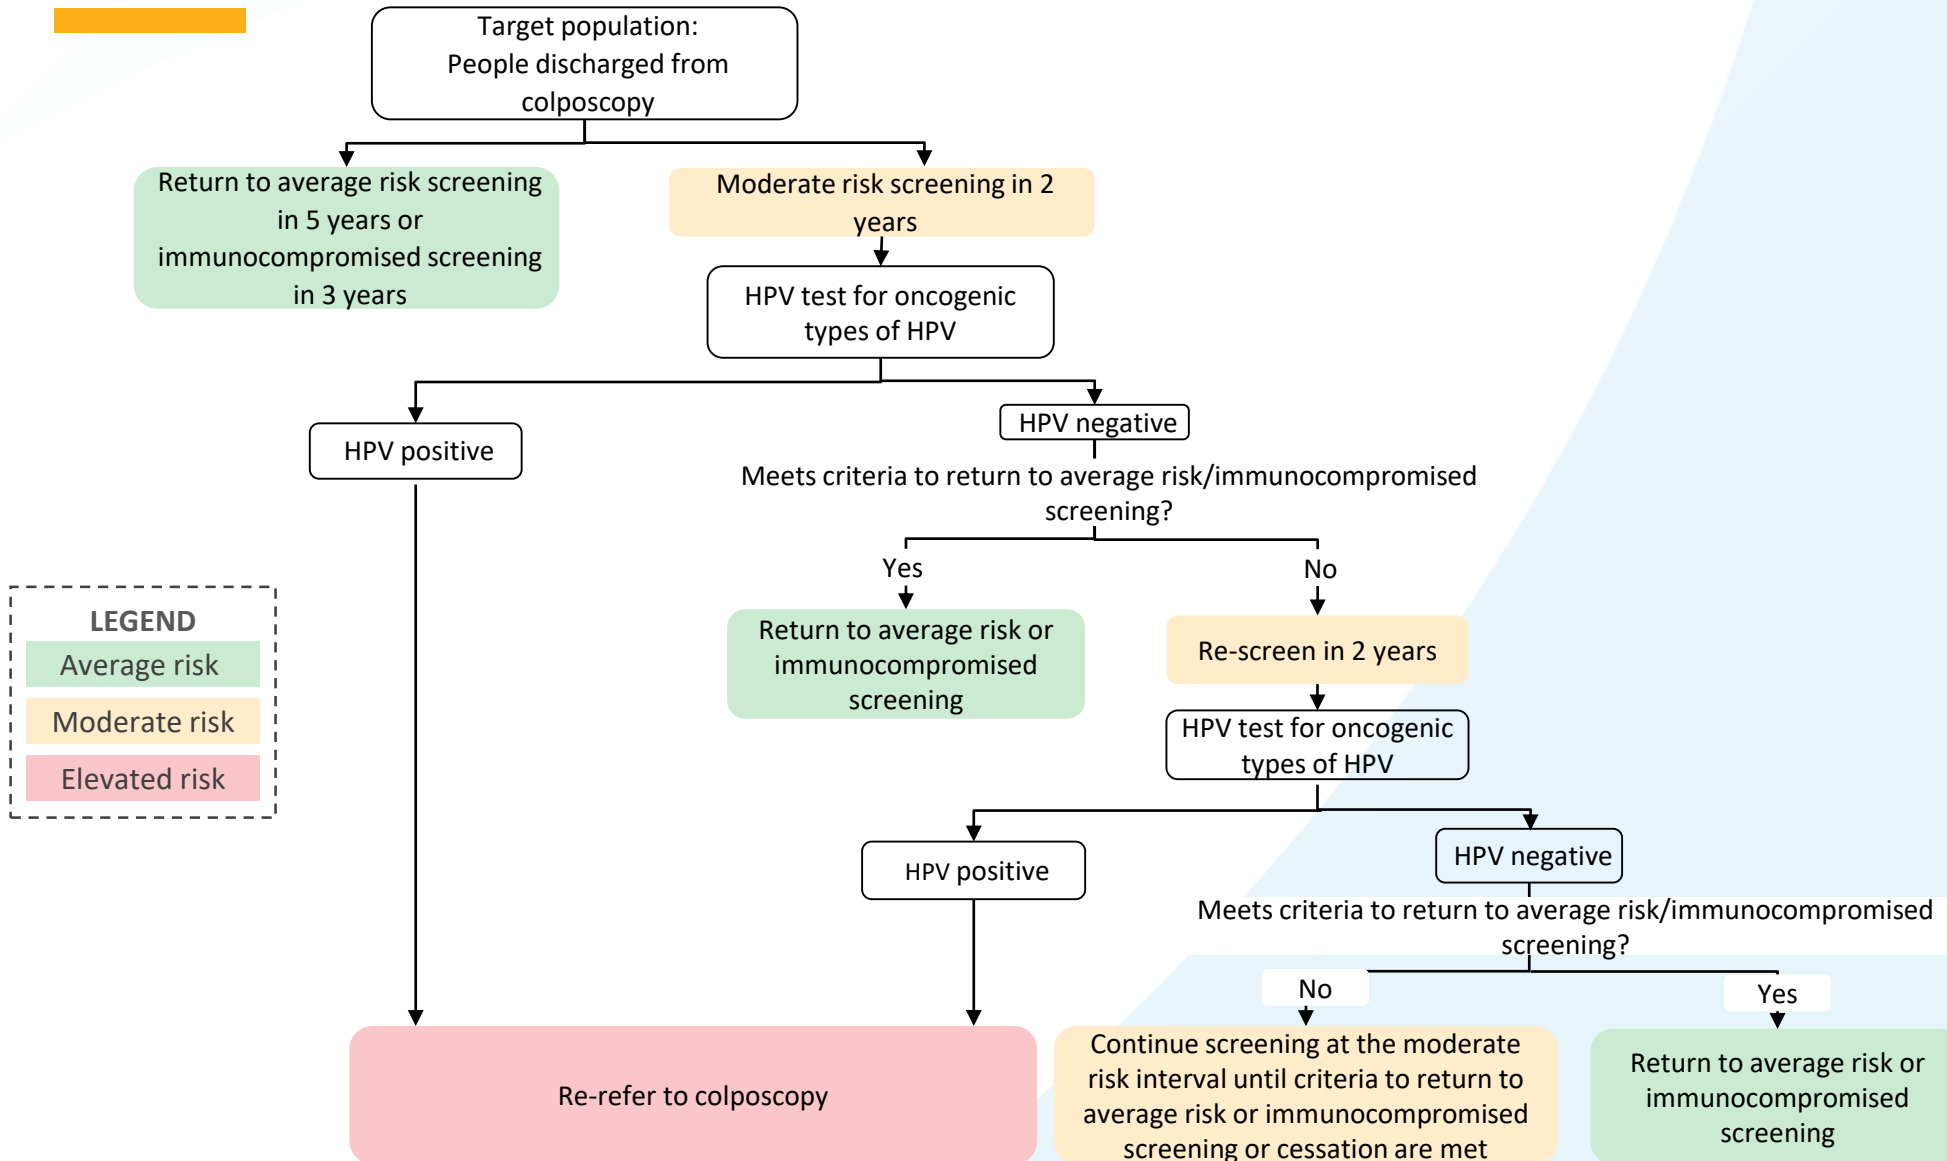 Target population:
People discharged from
colposcopy
Return to average risk screening
in 5 years or
immunocompromised screening
in 3 years
Moderate risk screening in 2
years
HPV test for oncogenic
types of HPV
HPV positive
HPV negative
Meets criteria to return to average risk/immunocompromised
screening?
Yes
No
LEGEND
Average risk
Moderate risk
Elevated risk
Return to average risk or
immunocompromised
screening
Re-screen in 2 years
HPV test for oncogenic
types of HPV
HPV positive
HPV negative
Meets criteria to return to average risk/immunocompromised
screening?
No
Yes
Re-refer to colposcopy
Continue screening at the moderate
risk interval until criteria to return to
average risk or immunocompromised
screening or cessation are met
Return to average risk or
immunocompromised
screening